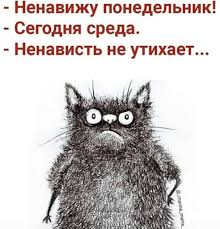 - Ненавижу понедельник!
- Сегодня среда.
- Ненависть не утихает...